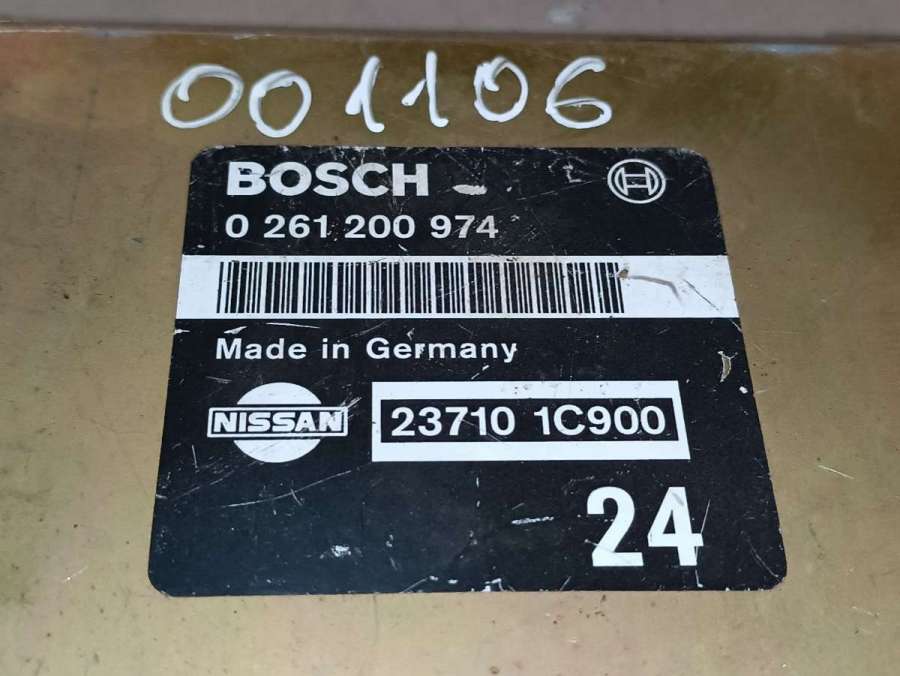 001106
BOSCH
0 261 200 974
Made in Germany
NISSAN 23710 1C900
24